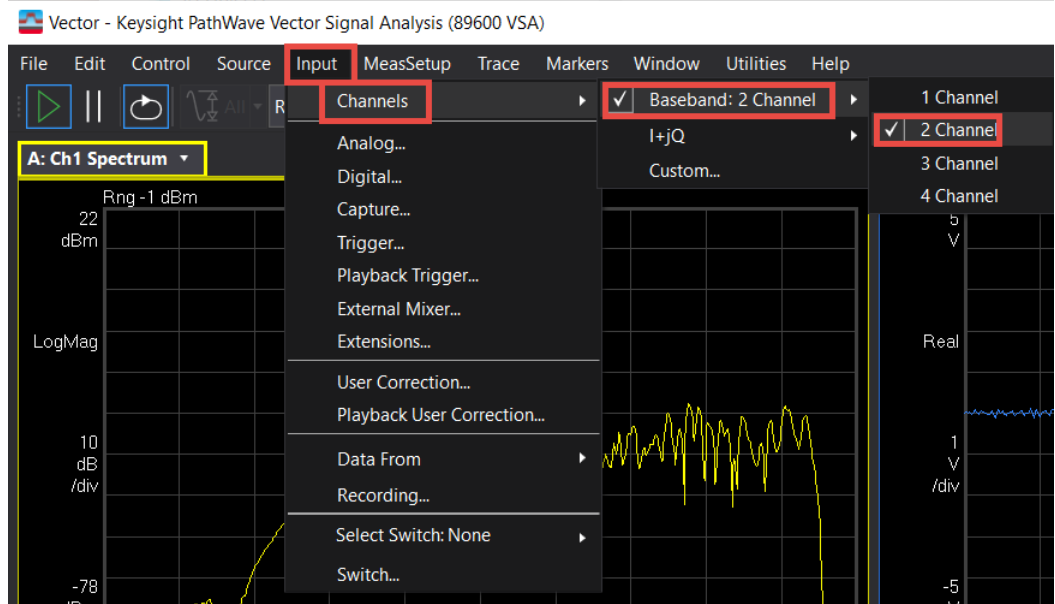 Vector - Keysight PathWave Vector Signal Analysis (89600 VSA)
File Edit Control Source Input MeasSetup Trace Markers Window Utilities Help
All R
A: Ch1 Spectrum
Rng -1 dBm
22
dBm
LogMag
10
dB
/div
-78
Channels
Analog...
Digital...
Capture...
Trigger...
Playback Trigger...
External Mixer...
Extensions...
User Correction...
Playback User Correction...
Data From
Recording...
Select Switch: None
Switch...
Baseband: 2 Channel
I+jQ
Custom...
1 Channel
2 Channel
3 Channel
4 Channel
5
V
Real
1
V
/div
-5